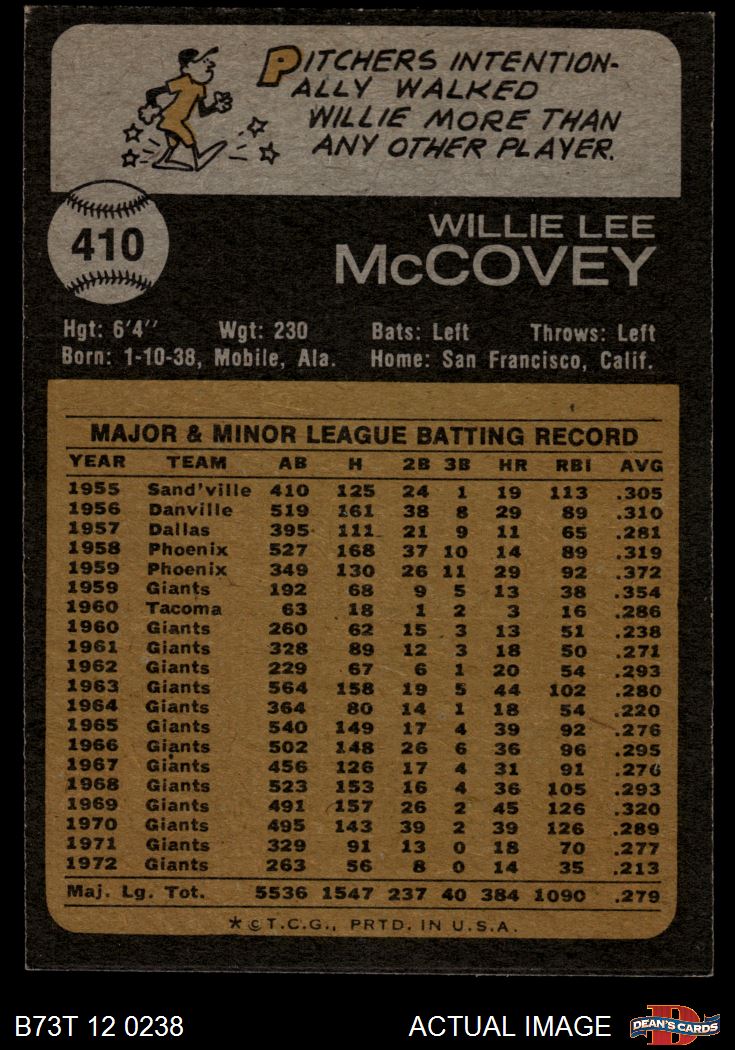 PITCHERS INTENTION-
ALLY WALKED
WILLIE MORE THAN
ANY OTHER PLAYER.
410
WILLIE LEE
McCOVEY
Hgt: 6'4" Wgt: 230 Bats: Left Throws: Left
Born: 1-10-38, Mobile, Ala. Home: San Francisco, Calif.
MAJOR & MINOR LEAGUE BATTING RECORD
YEAR TEAM AB H 2B 3B HR RBI AVG
1955 Sand'ville 410 125 24 1 19 113 .305
1956 Danville 519 161 38 8 29 89 .310
1957 Dallas 395 111 21 9 11 65 .281
1958 Phoenix 527 168 37 10 14 89 .319
1959 Phoenix 349 130 26 11 29 92 .372
1959 Giants 192 68 9 5 13 38 .354
1960 Tacoma 63 18 1 2 3 16 .286
1960 Giants 260 62 15 3 13 51 .238
1961 Giants 328 89 12 3 18 50 .271
1962 Giants 229 67 6 1 20 54 .293
1963 Giants 564 158 19 5 44 102 .280
1964 Giants 364 80 14 1 18 54 .220
1965 Giants 540 149 17 4 39 92 .276
1966 Giants 502 148 26 6 36 96 .295
1967 Giants 456 126 17 4 31 91 .276
1968 Giants 523 153 16 4 36 105 .293
1969 Giants 491 157 26 2 45 126 .320
1970 Giants 495 143 39 2 39 126 .289
1971 Giants 329 91 13 0 18 70 .277
1972 Giants 263 56 8 0 14 35 .213
Maj. Lg. Tot. 5536 1547 237 40 384 1090 .279
*©T.C.G., PRTD. IN U.S.A.
B73T 12 0238 ACTUAL IMAGE D DEAN'S CARDS